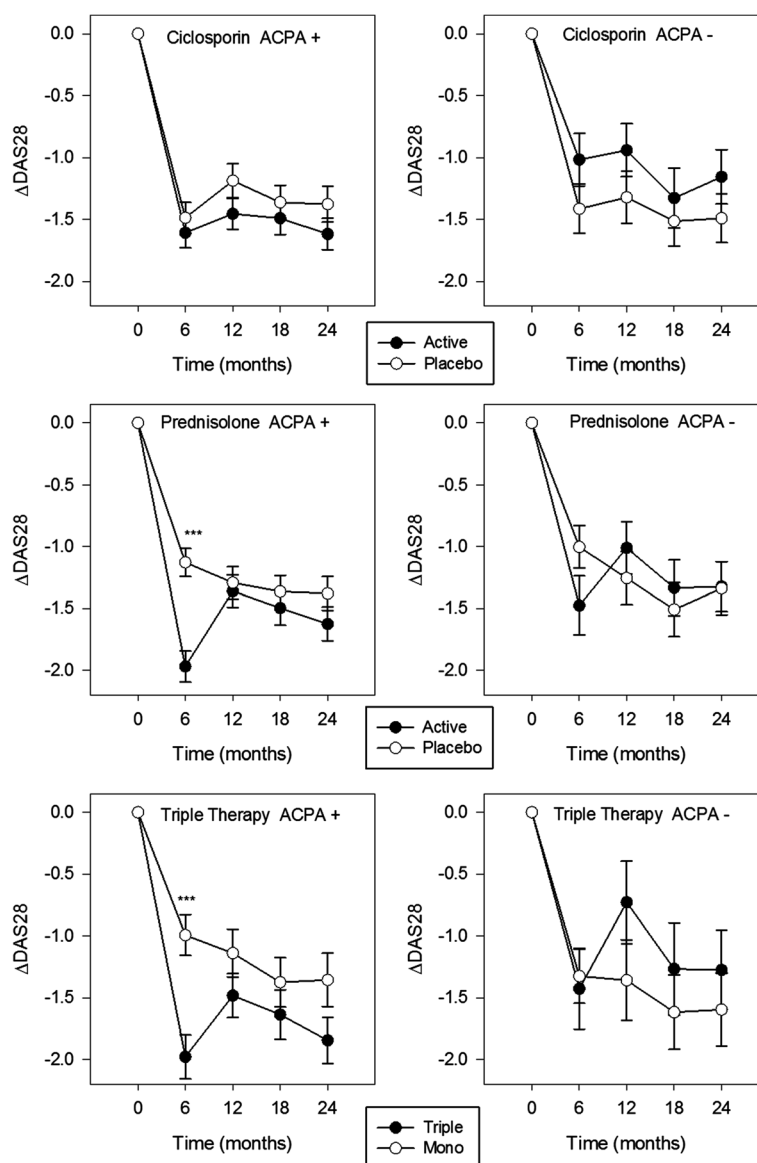 Ciclosporin ACPA +
0.0
-0.5
-1.0
-1.5
-2.0
ΔDAS28
0 6 12 18 24
Time (months)
Ciclosporin ACPA -
0.0
-0.5
-1.0
-1.5
-2.0
ΔDAS28
0 6 12 18 24
Time (months)
Active
Placebo
Prednisolone ACPA +
0.0
-0.5
-1.0
-1.5
-2.0
ΔDAS28
***
0 6 12 18 24
Time (months)
Prednisolone ACPA -
0.0
-0.5
-1.0
-1.5
-2.0
ΔDAS28
0 6 12 18 24
Time (months)
Active
Placebo
Triple Therapy ACPA +
0.0
-0.5
-1.0
-1.5
-2.0
ΔDAS28
***
0 6 12 18 24
Time (months)
Triple Therapy ACPA -
0.0
-0.5
-1.0
-1.5
-2.0
ΔDAS28
0 6 12 18 24
Time (months)
Triple
Mono